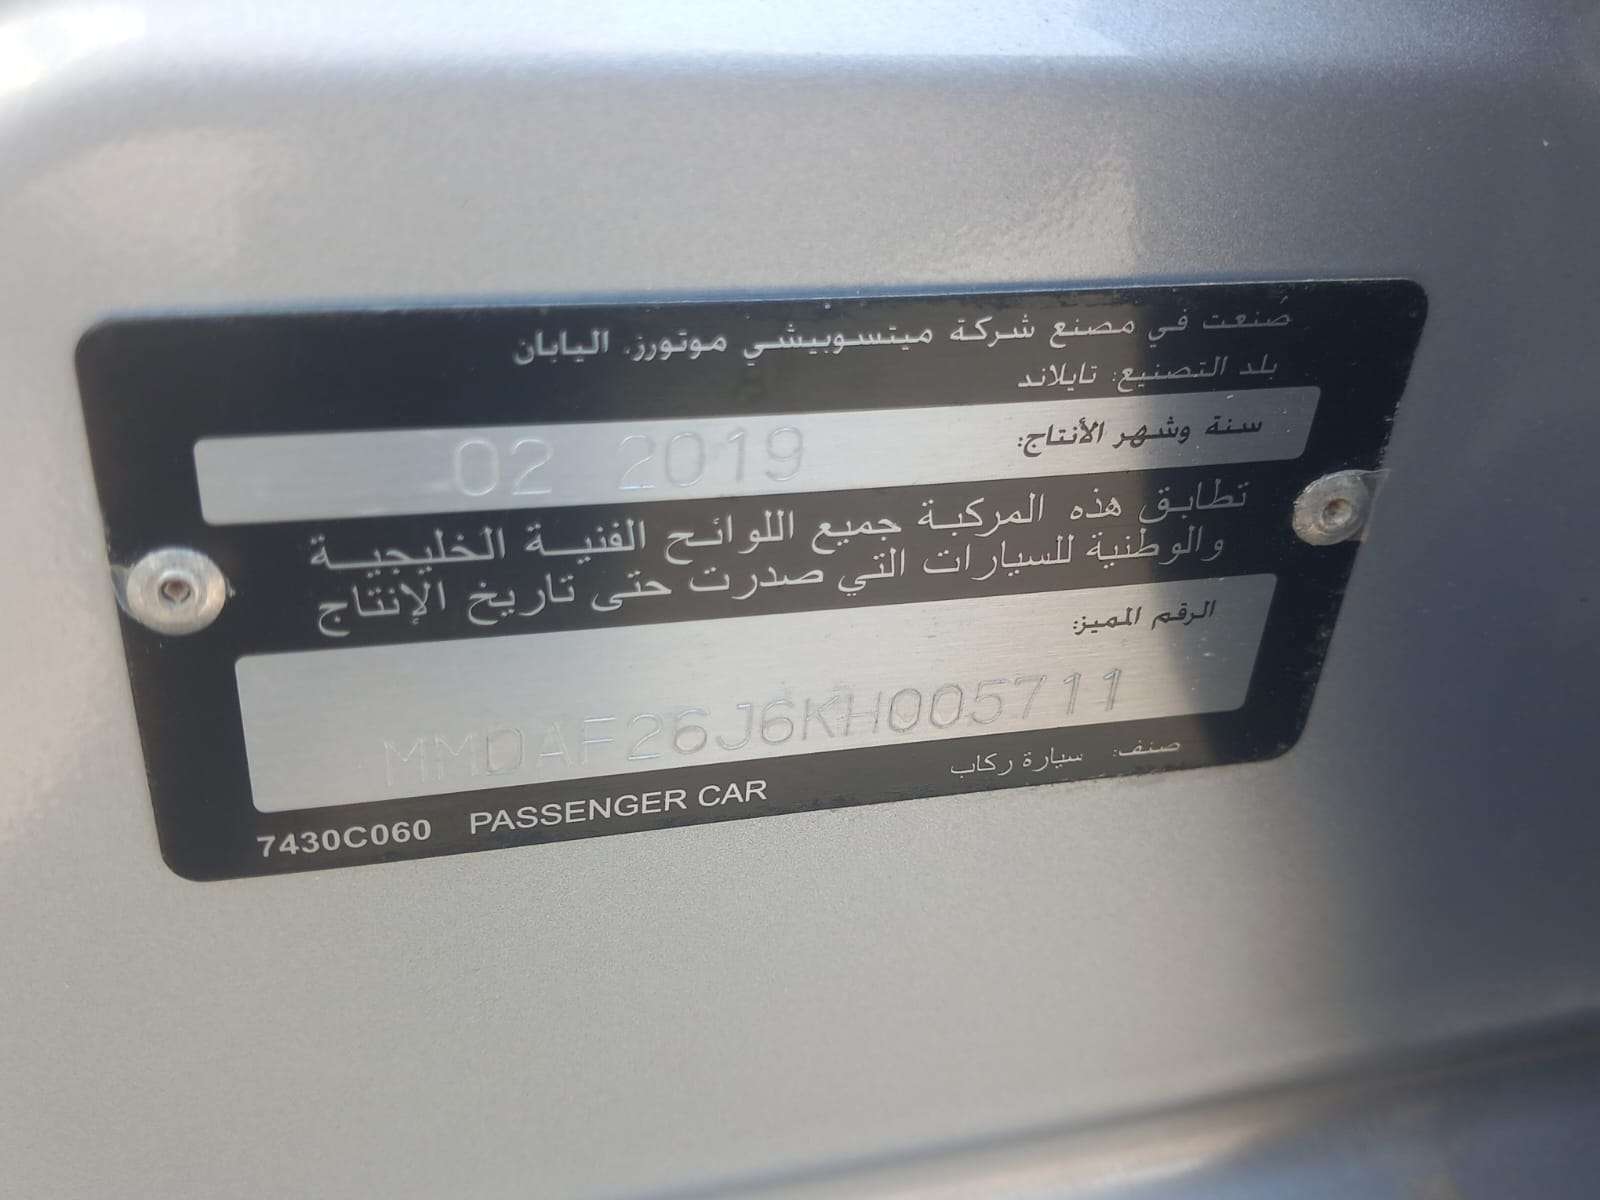 صنعت في مصنع شركة ميتسوبيشي موتورز. اليابان
بلد التصنيع: تايلاند
سنة وشهر الأنتاج: 02 2019
تطابق هذه المركبة جميع اللوائح الفنية الخليجية
والوطنية للسيارات التي صدرت حتى تاريخ الإنتاج
الرقم المميز:
MMDAF26J6KH005711
صنف: سيارة ركاب
7430C060 PASSENGER CAR